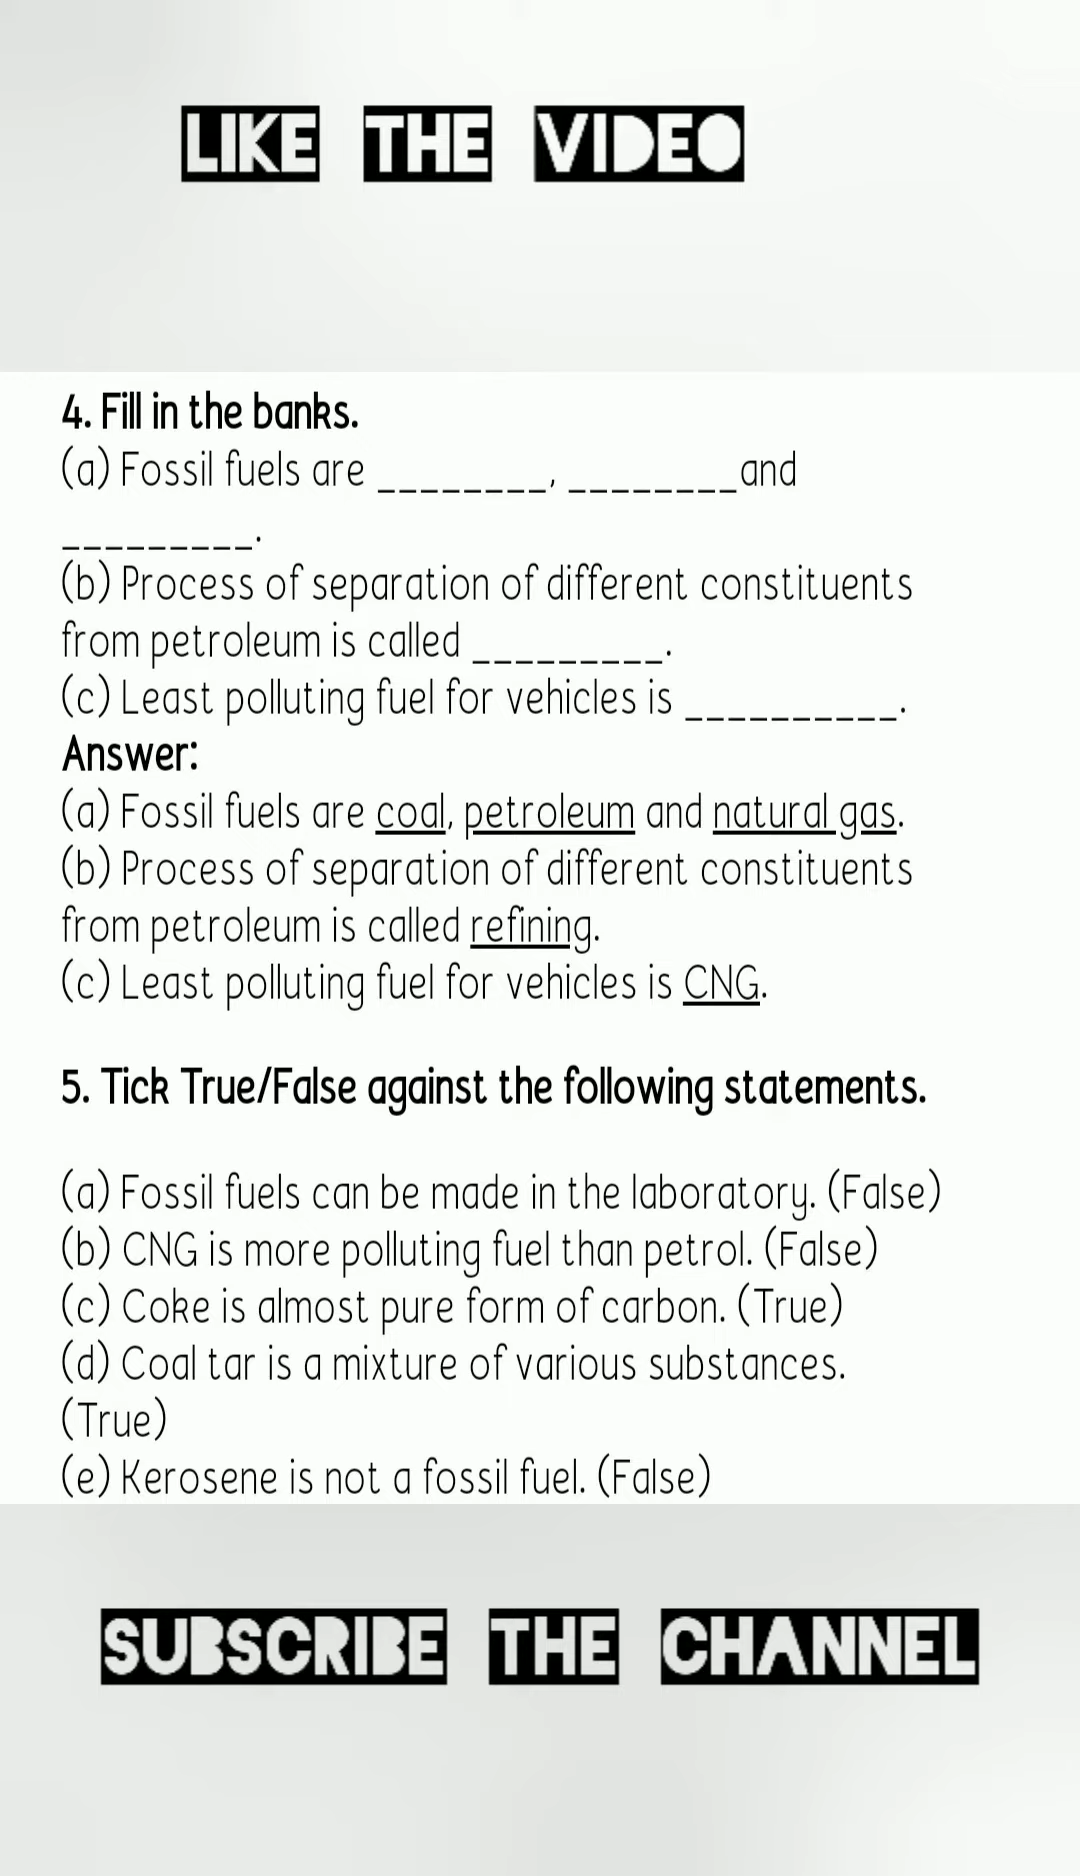 LIKE THE VIDEO
4. Fill in the banks.
(a) Fossil fuels are ________, ________and
_________.
(b) Process of separation of different constituents
from petroleum is called _________.
(c) Least polluting fuel for vehicles is __________.
Answer:
(a) Fossil fuels are coal, petroleum and natural gas.
(b) Process of separation of different constituents
from petroleum is called refining.
(c) Least polluting fuel for vehicles is CNG.
5. Tick True/False against the following statements.
(a) Fossil fuels can be made in the laboratory. (False)
(b) CNG is more polluting fuel than petrol. (False)
(c) Coke is almost pure form of carbon. (True)
(d) Coal tar is a mixture of various substances.
(True)
(e) Kerosene is not a fossil fuel. (False)
SUBSCRIBE THE CHANNEL